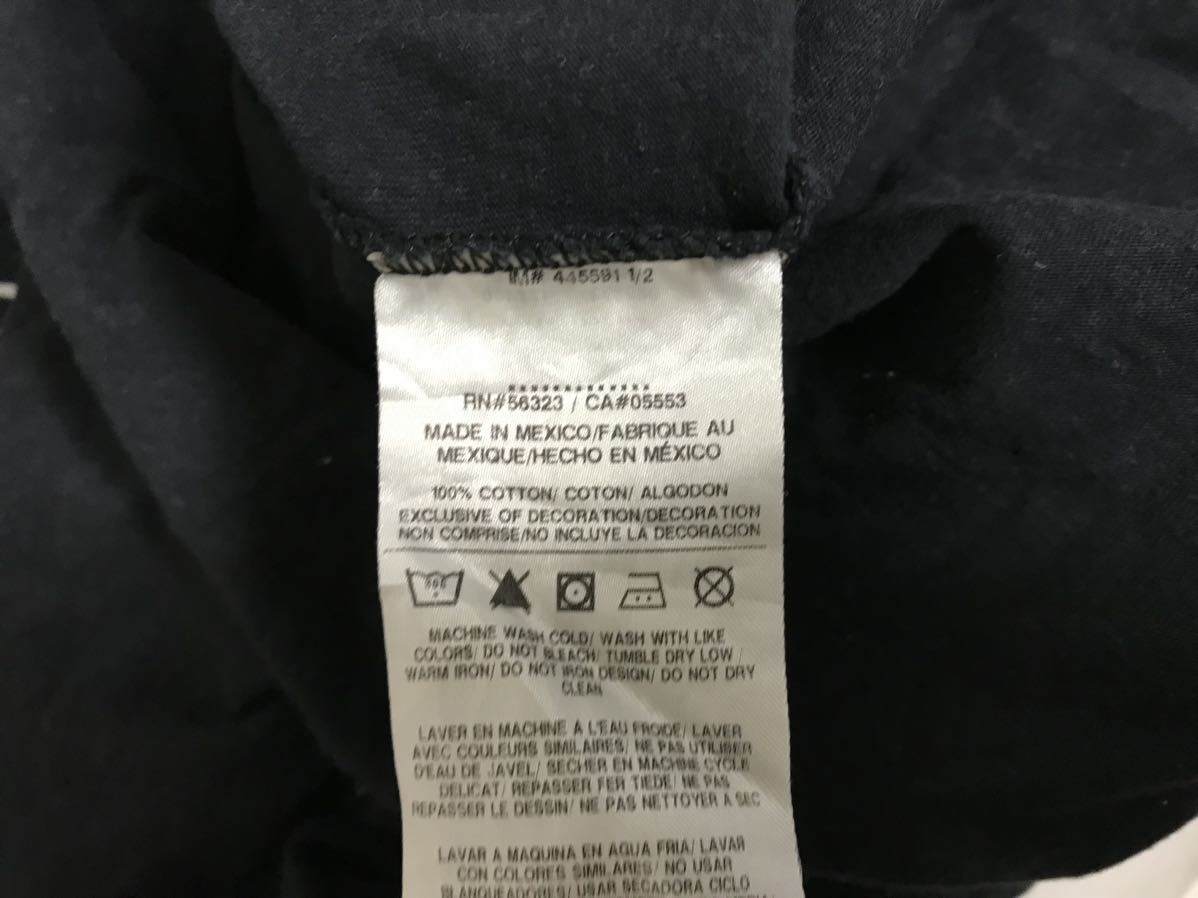 IM# 445591 1/2
RN#56323 / CA#05553
MADE IN MEXICO/FABRIQUE AU
MEXIQUE/HECHO EN MÉXICO
100% COTTON/ COTON/ ALGODON
EXCLUSIVE OF DECORATION/DECORATION
NON COMPRISE/NO INCLUYE LA DECORACION
MACHINE WASH COLD/ WASH WITH LIKE
COLORS/ DO NOT BLEACH/ TUMBLE DRY LOW /
WARM IRON/ DO NOT IRON DESIGN/ DO NOT DRY
CLEAN
LAVER EN MACHINE A L'EAU FROIDE/ LAVER
AVEC COULEURS SIMILAIRES/ NE PAS UTILISER
D'EAU DE JAVEL/ SECHER EN MACHINE CYCLE
DELICAT/ REPASSER FER TIEDE/ NE PAS
REPASSER LE DESSIN/ NE PAS NETTOYER A SEC
LAVAR A MAQUINA EN AGUA FRIA/ LAVAR
CON COLORES SIMILARES/ NO USAR
BLANQUEADORES/ USAR SECADORA CICLO